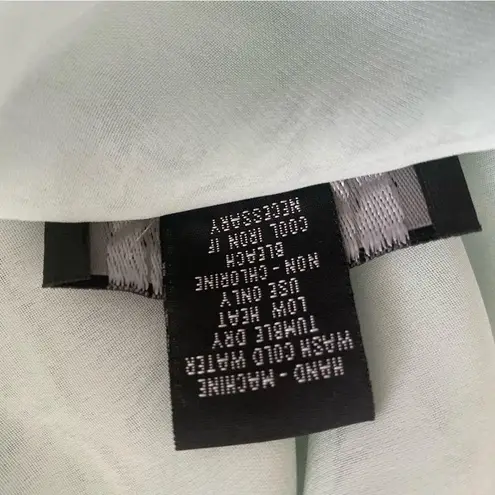 HAND - MACHINE
WASH COLD WATER
TUMBLE DRY
LOW HEAT
USE ONLY
NON - CHLORINE
BLEACH
COOL IRON IF
NECESSARY